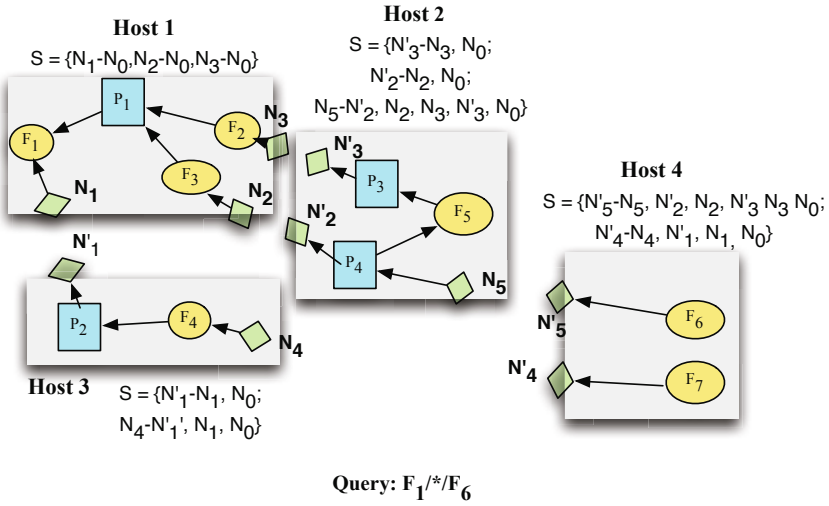 Host 1
S = {N1-N0,N2-N0,N3-N0}
P1
F1
F2
F3
N3
N1
N2
Host 2
S = {N'3-N3, N0;
N'2-N2, N0;
N5-N'2, N2, N3, N'3, N0}
N'3
P3
N'2
F5
P4
N5
Host 4
S = {N'5-N5, N'2, N2, N'3 N3 N0;
N'4-N4, N'1, N1, N0}
N'5
F6
N'4
F7
N'1
P2
F4
N4
Host 3
S = {N'1-N1, N0;
N4-N'1', N1, N0}
Query: F1/*/F6